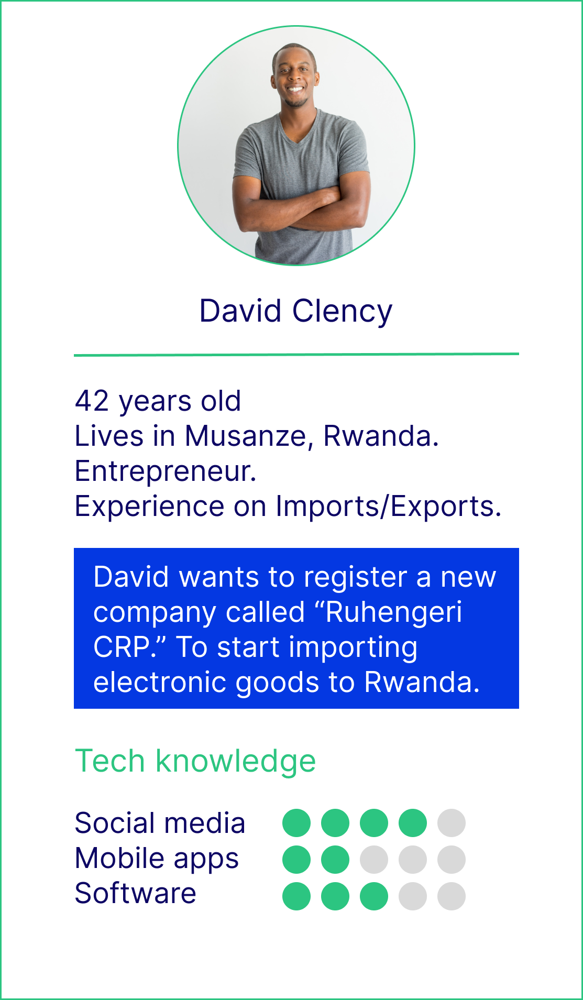 David Clency
42 years old
Lives in Musanze, Rwanda.
Entrepreneur.
Experience on Imports/Exports.
David wants to register a new
company called “Ruhengeri
CRP.” To start importing
electronic goods to Rwanda.
Tech knowledge
Social media
Mobile apps
Software